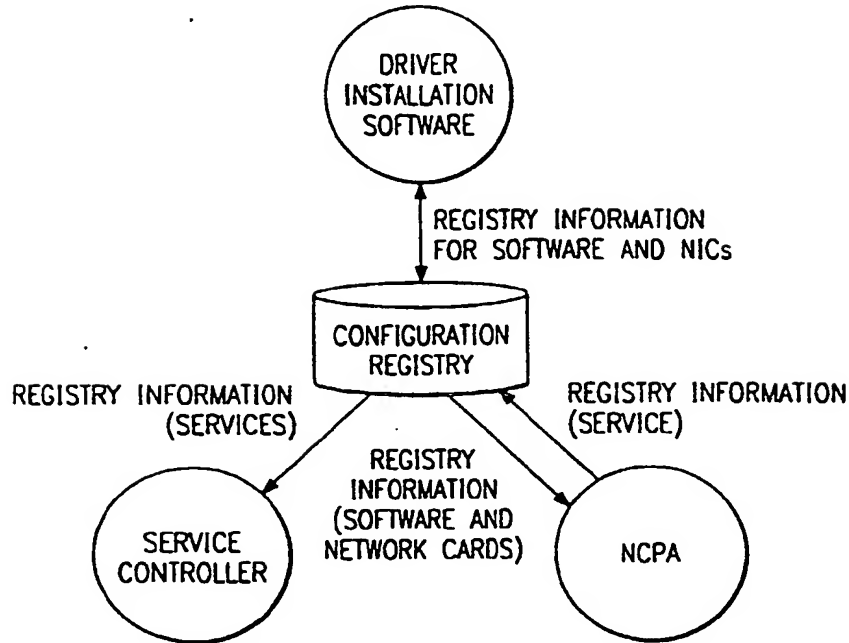 DRIVER
INSTALLATION
SOFTWARE
REGISTRY INFORMATION
FOR SOFTWARE AND NICs
CONFIGURATION
REGISTRY
REGISTRY INFORMATION
(SERVICES)
REGISTRY INFORMATION
(SERVICE)
REGISTRY
INFORMATION
(SOFTWARE AND
NETWORK CARDS)
SERVICE
CONTROLLER
NCPA